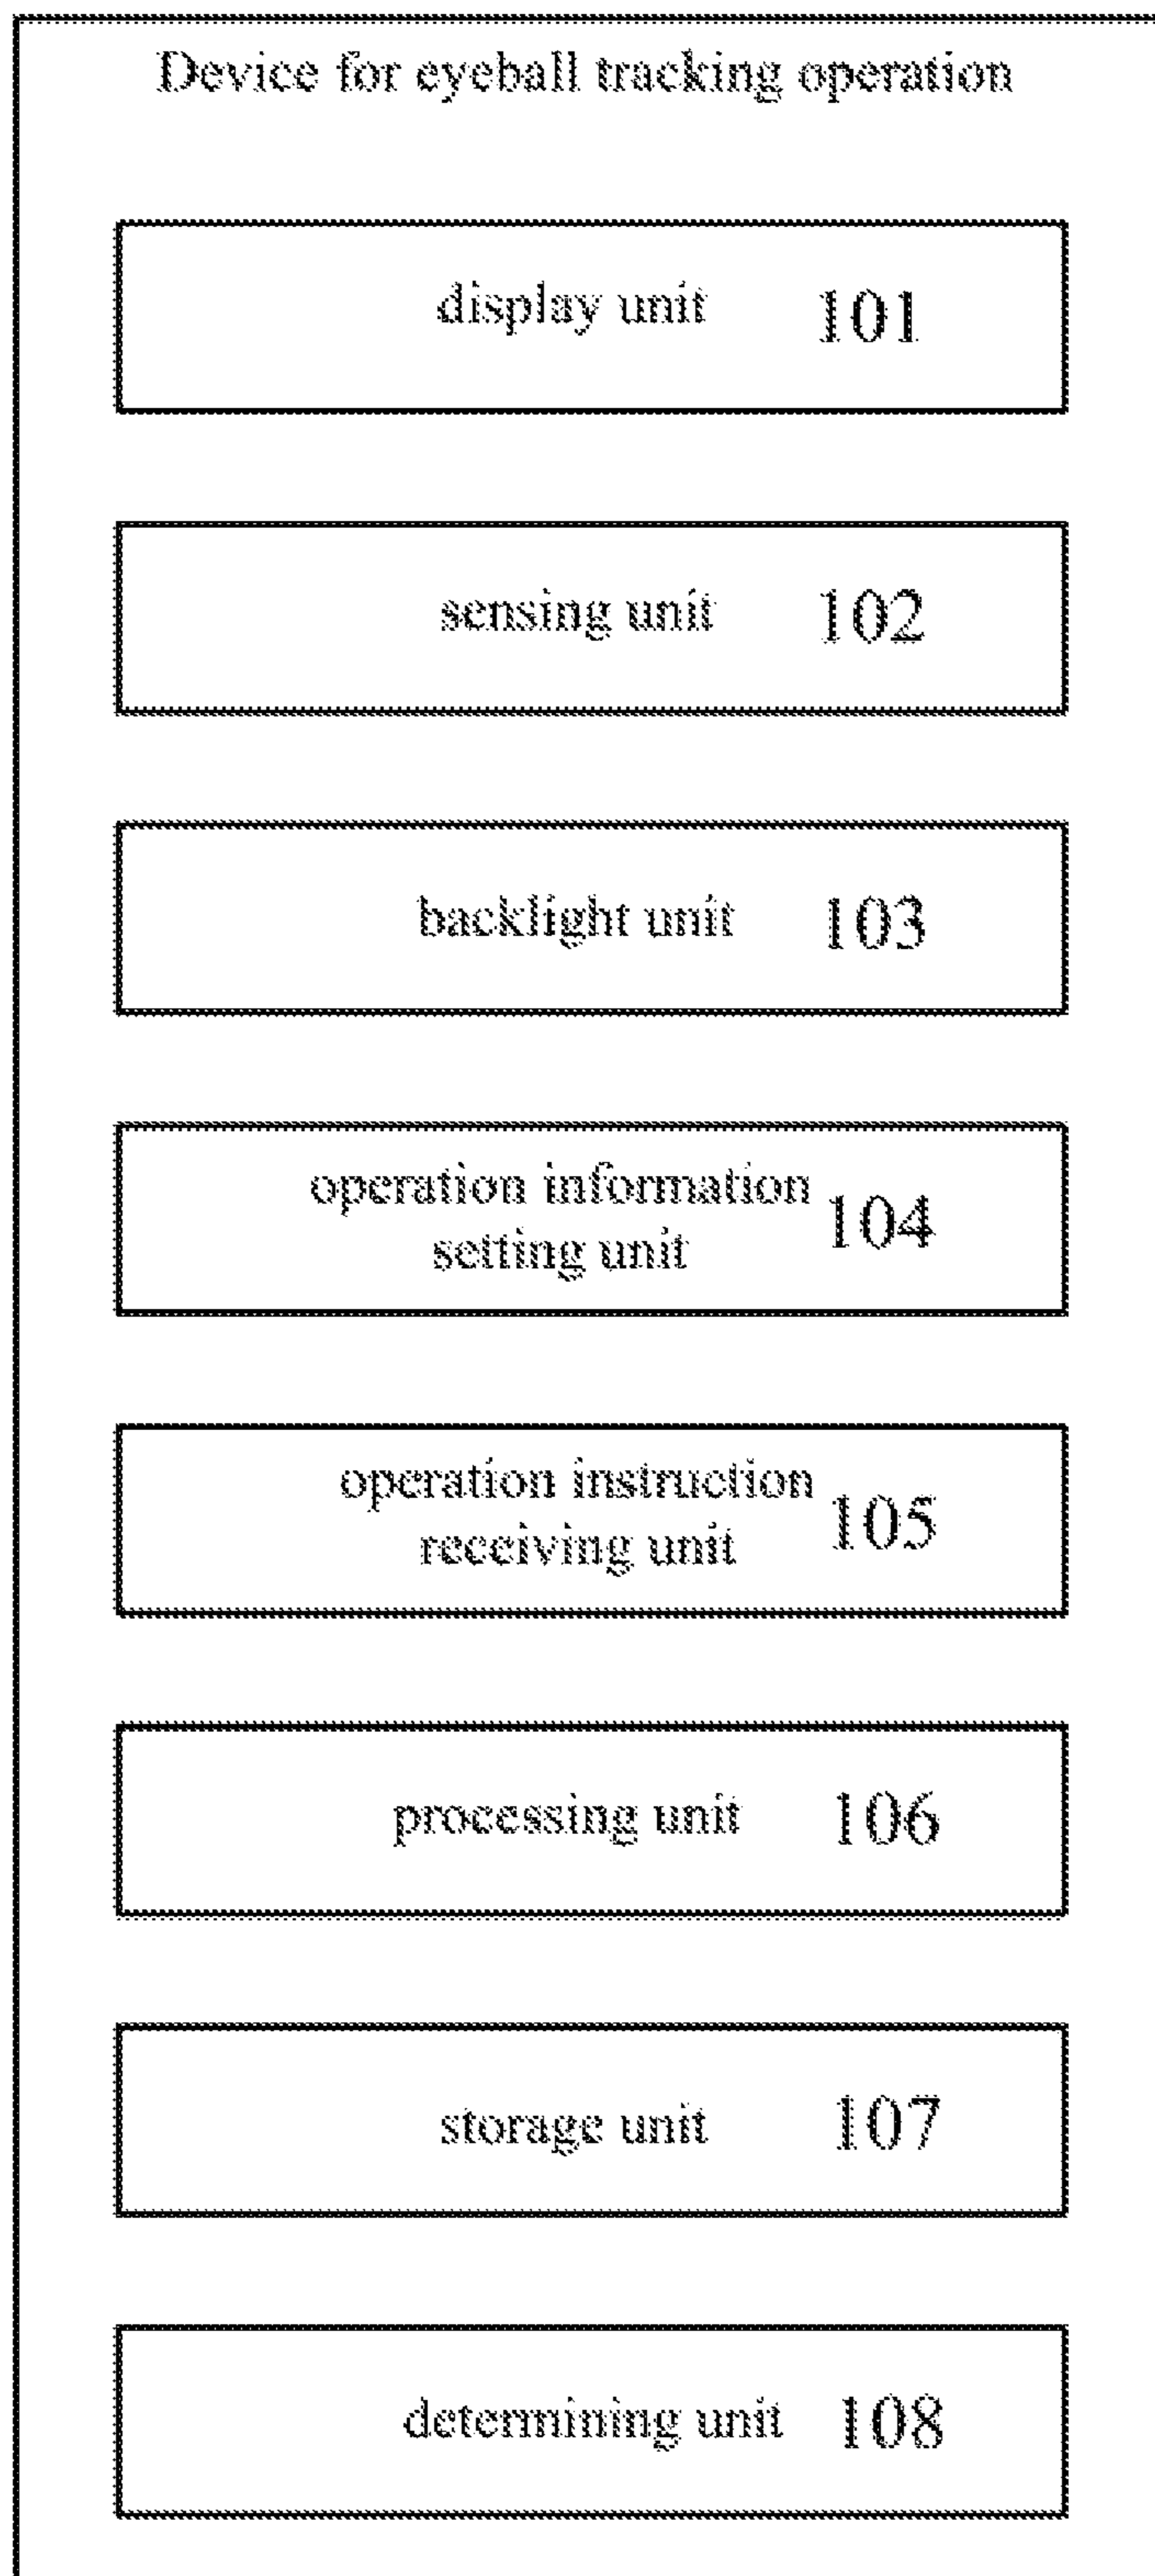 Device for eyeball tracking operation
display unit 101
sensing unit 102
backlight unit 103
operation information
setting unit 104
operation instruction
receiving unit 105
processing unit 106
storage unit 107
determining unit 108